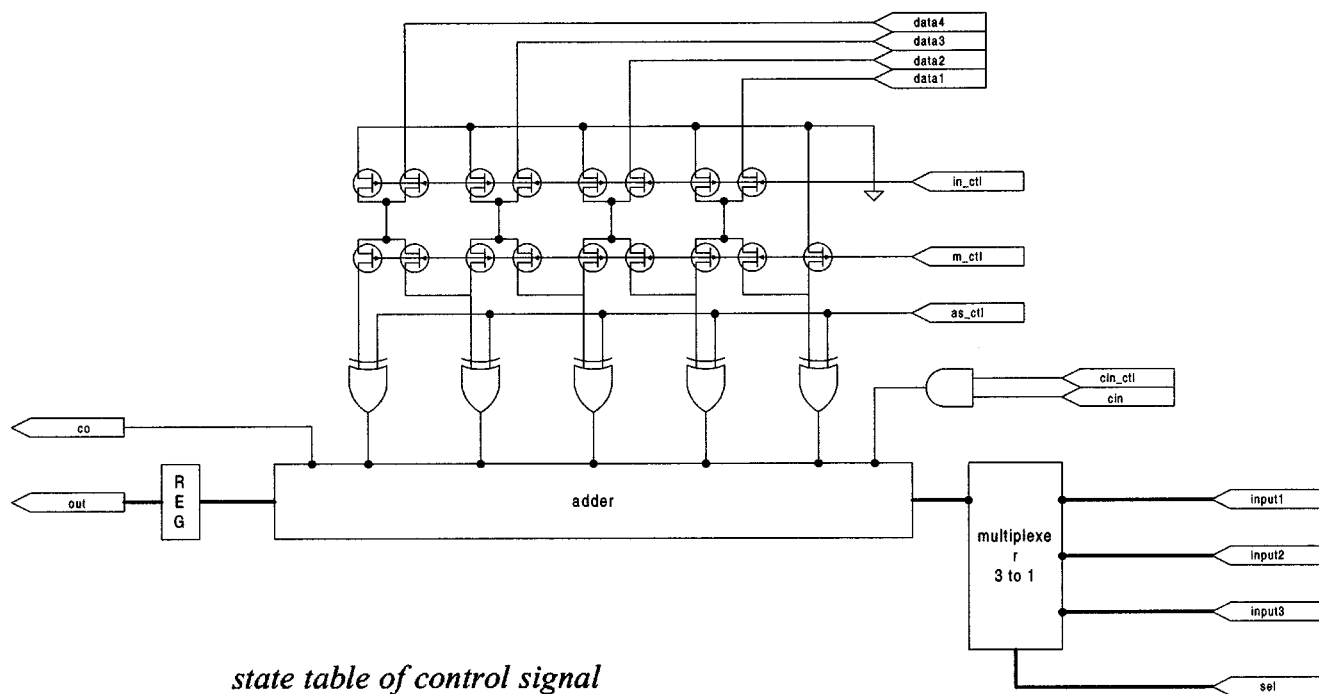 data4
data3
data2
data1
in_ctl
m_ctl
as_ctl
cin_ctl
cin
co
out
R
E
G
adder
multiplexe
r
3 to 1
input1
input2
input3
sel
state table of control signal